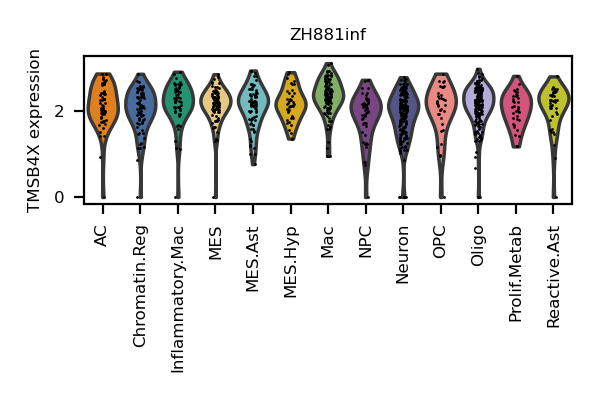 ZH881inf
TMSB4X expression
2
0
AC
Chromatin.Reg
Inflammatory.Mac
MES
MES.Ast
MES.Hyp
Mac
NPC
Neuron
OPC
Oligo
Prolif.Metab
Reactive.Ast